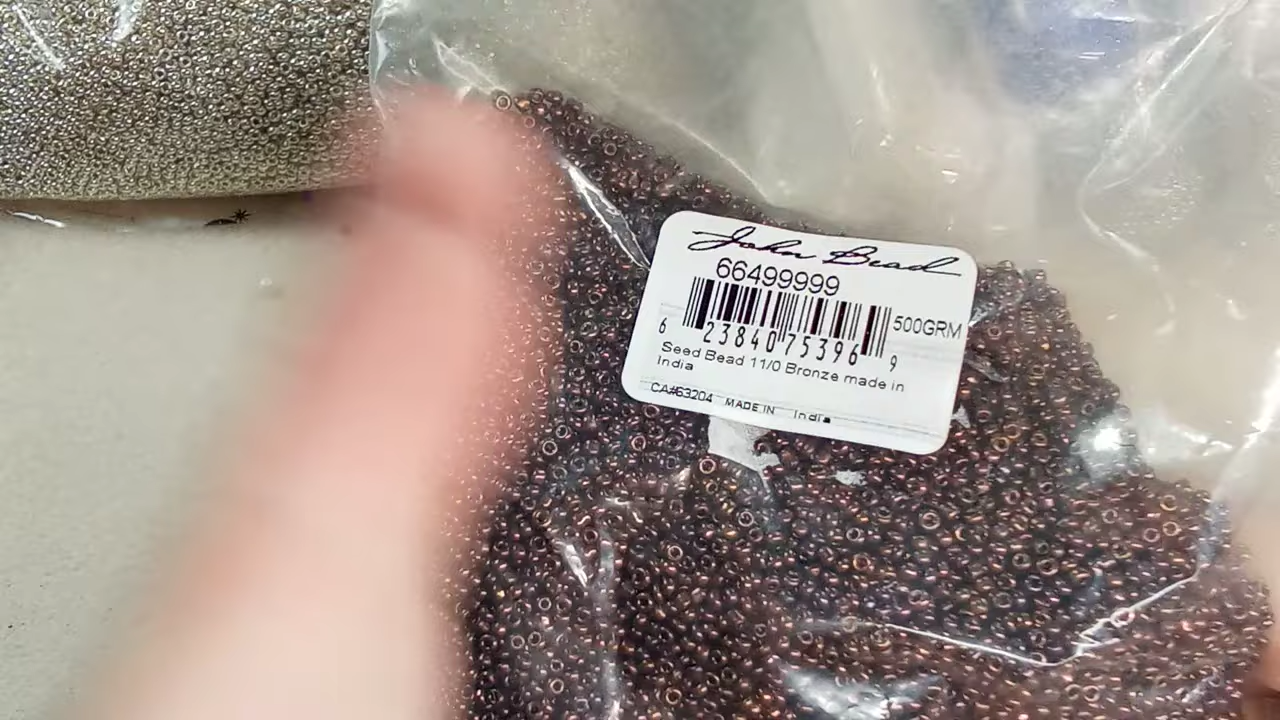 John Bead
66499999
500GRM
6 23840 75396 9
Seed Bead 11/0 Bronze made in
India
CA#63204 MADE IN India